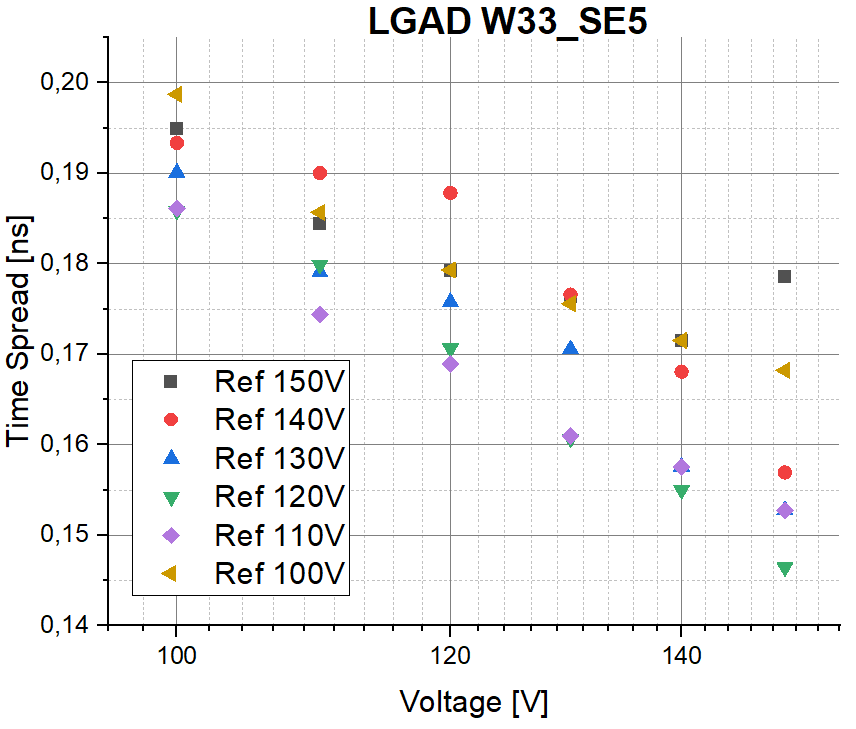 LGAD W33_SE5
Time Spread [ns]
0,20
0,19
0,18
0,17
0,16
0,15
0,14
Ref 150V
Ref 140V
Ref 130V
Ref 120V
Ref 110V
Ref 100V
100 120 140
Voltage [V]